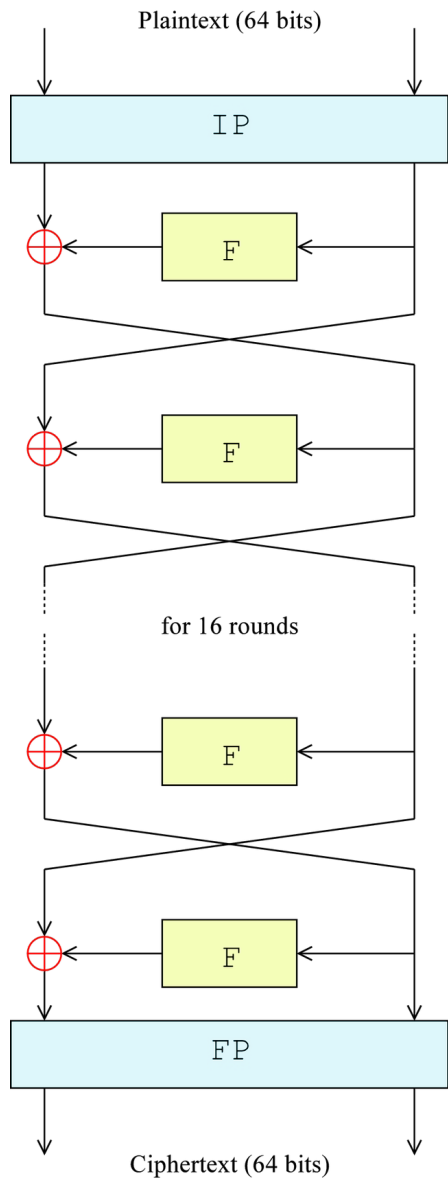 Plaintext (64 bits)
IP
F
F
for 16 rounds
F
F
FP
Ciphertext (64 bits)